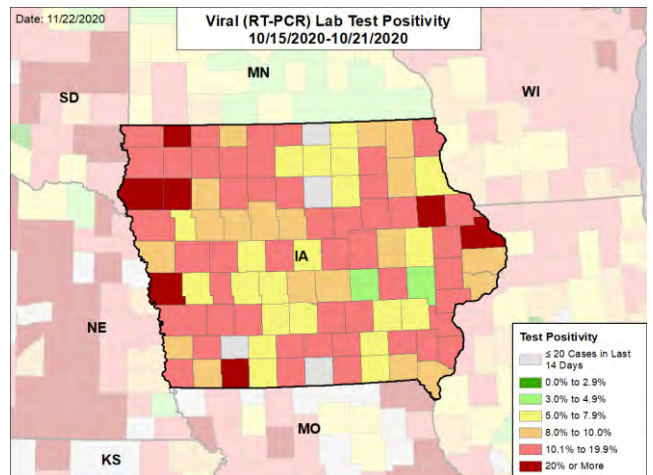 Date: 11/22/2020
Viral (RT-PCR) Lab Test Positivity
10/15/2020-10/21/2020
MN
SD
WI
IA
NE
MO
KS
Test Positivity
≤ 20 Cases in Last
14 Days
0.0% to 2.9%
3.0% to 4.9%
5.0% to 7.9%
8.0% to 10.0%
10.1% to 19.9%
20% or More